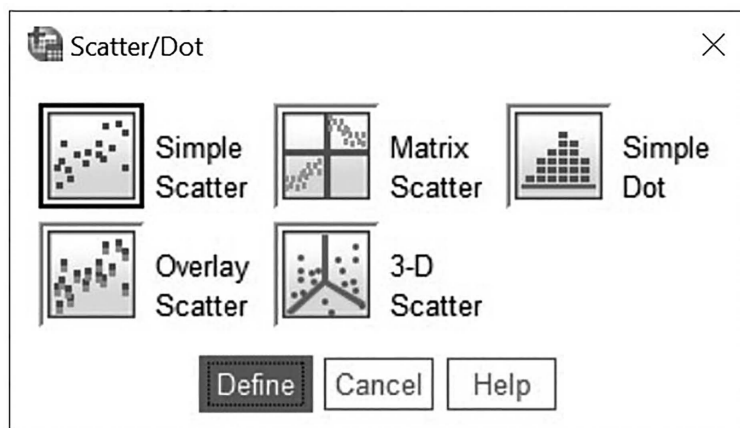 Scatter/Dot
Simple
Scatter
Matrix
Scatter
Simple
Dot
Overlay
Scatter
3-D
Scatter
Define
Cancel
Help